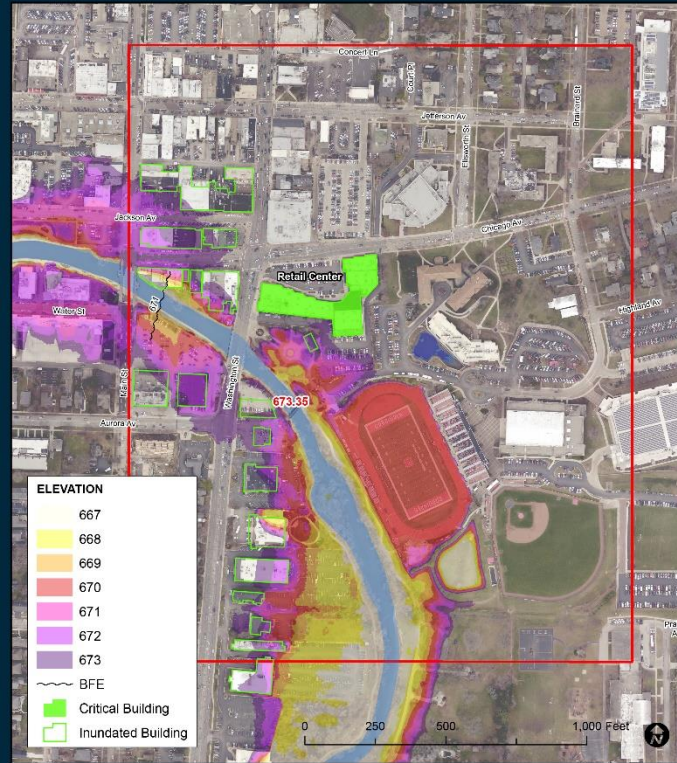 Concert Ln
Court Pl
Brainard St
Jefferson Av
Ellsworth St
Jackson Av
Chicago Av
Retail Center
Highland Av
671
Water St
Main St
Washington St
673.35
Aurora Av
ELEVATION
667
668
669
670
671
672
673
BFE
Critical Building
Inundated Building
0 250 500 1,000 Feet
N